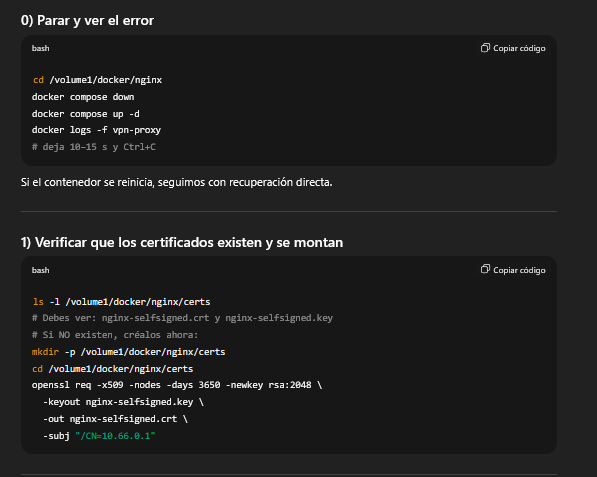 0) Parar y ver el error
bash
Copiar código
cd /volume1/docker/nginx
docker compose down
docker compose up -d
docker logs -f vpn-proxy
# deja 10–15 s y Ctrl+C
Si el contenedor se reinicia, seguimos con recuperación directa.
1) Verificar que los certificados existen y se montan
bash
Copiar código
ls -l /volume1/docker/nginx/certs
# Debes ver: nginx-selfsigned.crt y nginx-selfsigned.key
# Si NO existen, créalos ahora:
mkdir -p /volume1/docker/nginx/certs
cd /volume1/docker/nginx/certs
openssl req -x509 -nodes -days 3650 -newkey rsa:2048 \
-keyout nginx-selfsigned.key \
-out nginx-selfsigned.crt \
-subj "/CN=10.66.0.1"